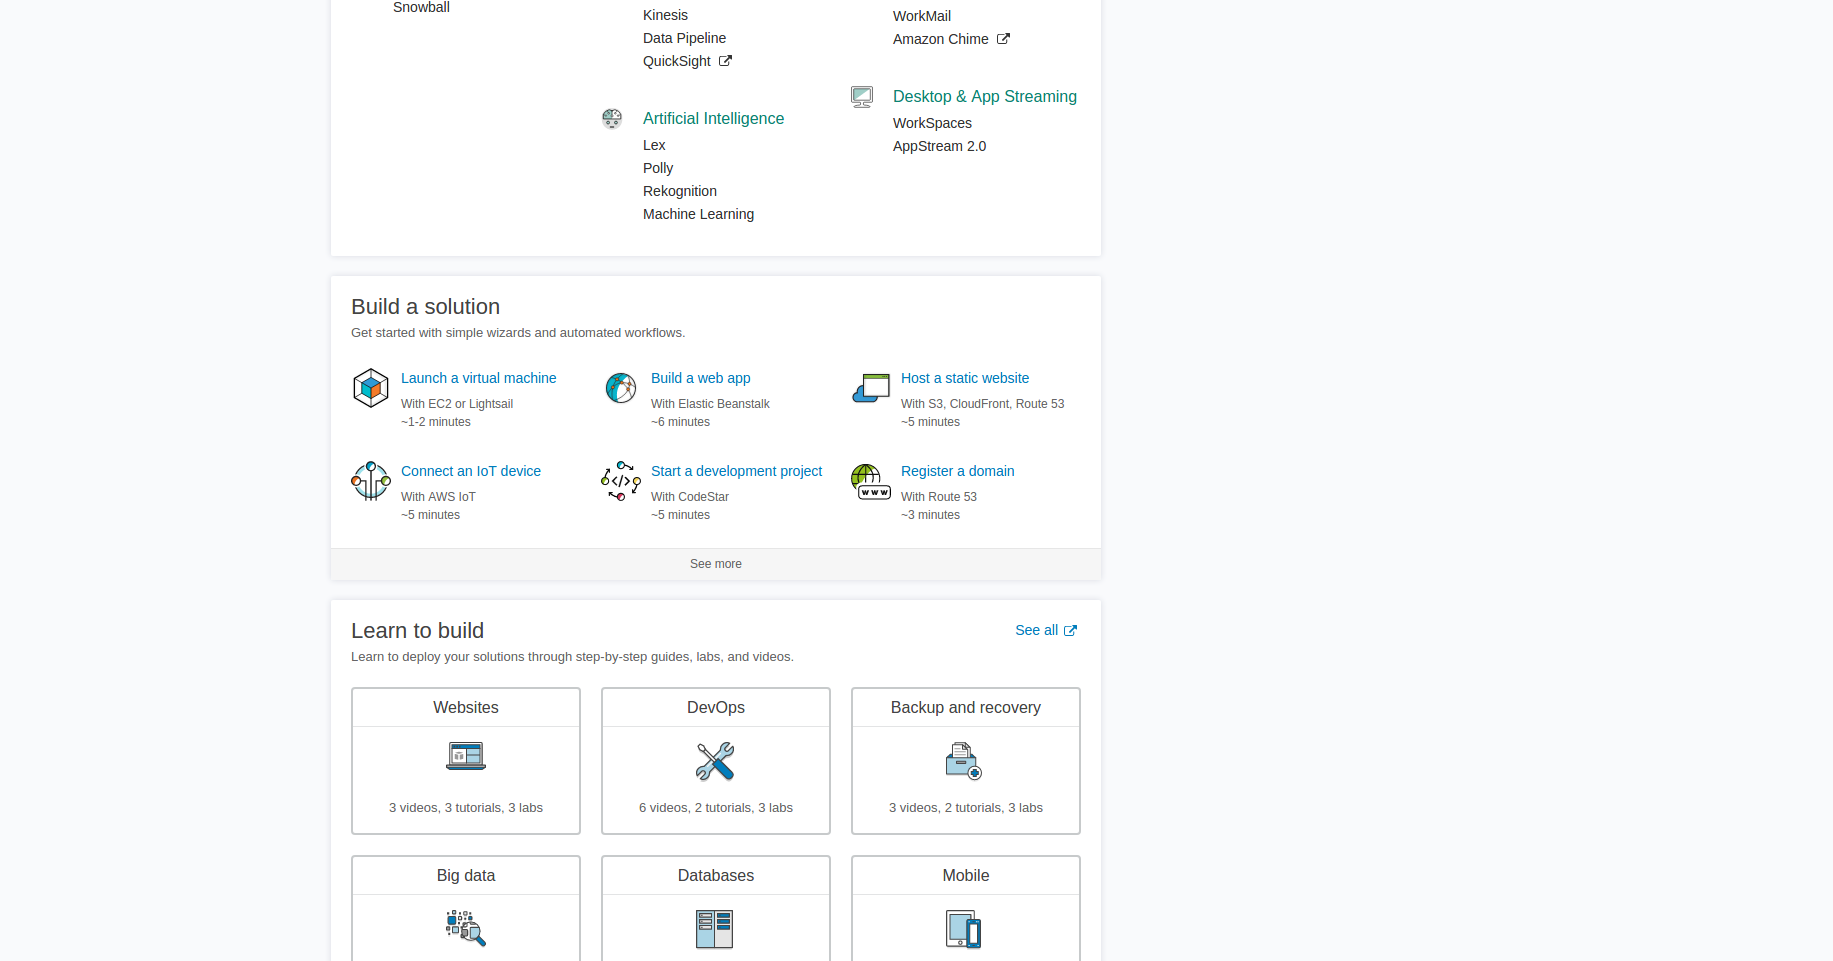 Snowball
Kinesis
Data Pipeline
QuickSight
Artificial Intelligence
Lex
Polly
Rekognition
Machine Learning
WorkMail
Amazon Chime
Desktop & App Streaming
WorkSpaces
AppStream 2.0
Build a solution
Get started with simple wizards and automated workflows.
Launch a virtual machine
With EC2 or Lightsail
~1-2 minutes
Build a web app
With Elastic Beanstalk
~6 minutes
Host a static website
With S3, CloudFront, Route 53
~5 minutes
Connect an IoT device
With AWS IoT
~5 minutes
Start a development project
With CodeStar
~5 minutes
Register a domain
With Route 53
~3 minutes
See more
Learn to build
See all
Learn to deploy your solutions through step-by-step guides, labs, and videos.
Websites
3 videos, 3 tutorials, 3 labs
DevOps
6 videos, 2 tutorials, 3 labs
Backup and recovery
3 videos, 2 tutorials, 3 labs
Big data
Databases
Mobile